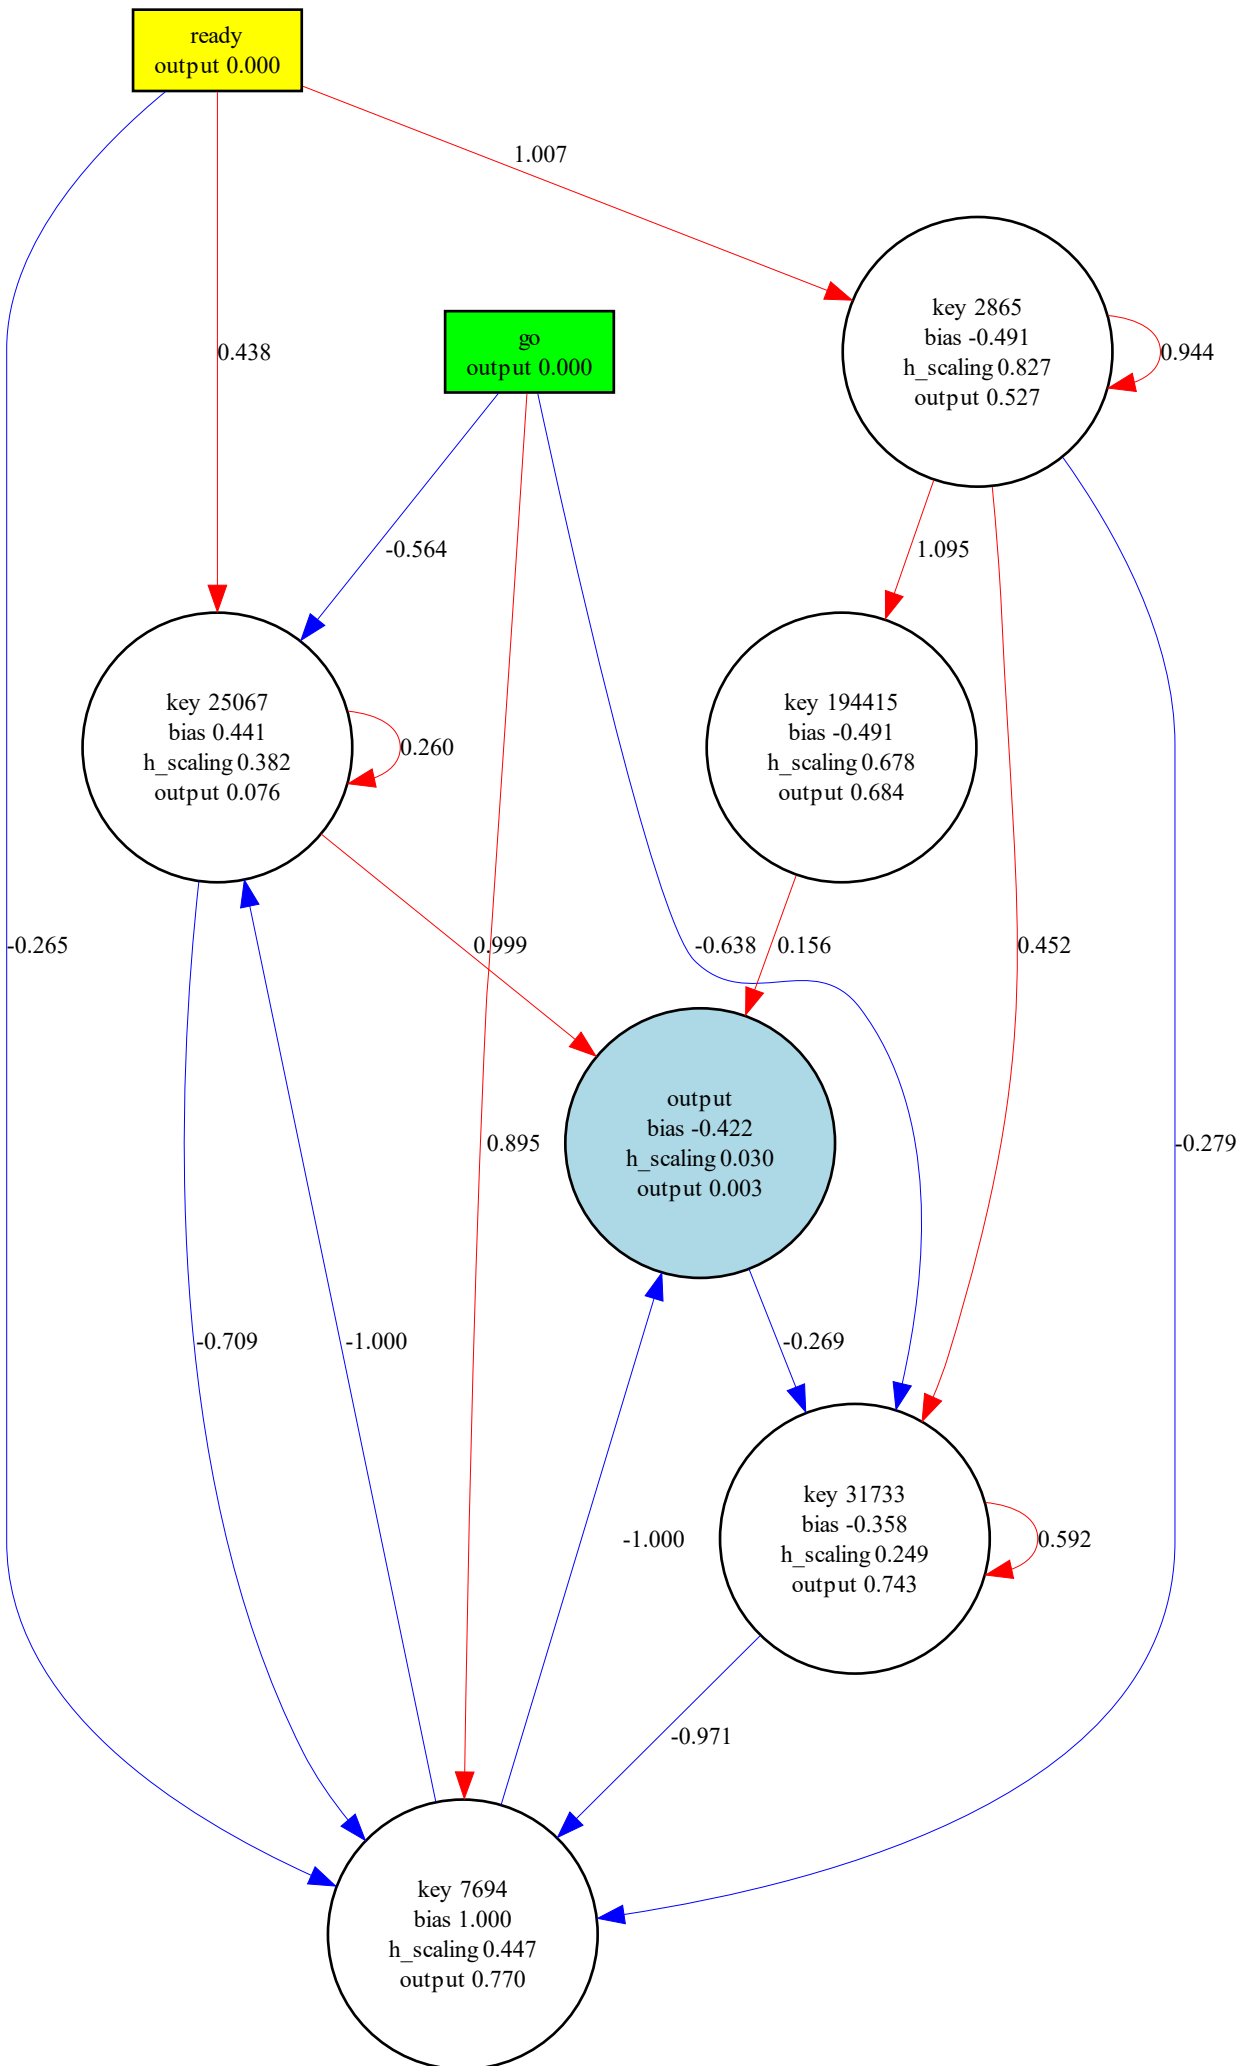 ready
output 0.000
1.007
go
output 0.000
key 2865
bias -0.491
h_scaling 0.827
output 0.527
0.944
0.438
-0.564
1.095
key 25067
bias 0.441
h_scaling 0.382
output 0.076
0.260
key 194415
bias -0.491
h_scaling 0.678
output 0.684
-0.265
0.999
-0.638
0.156
0.452
output
bias -0.422
h_scaling 0.030
output 0.003
0.895
-0.279
-0.709
-1.000
-0.269
-1.000
key 31733
bias -0.358
h_scaling 0.249
output 0.743
0.592
-0.971
key 7694
bias 1.000
h_scaling 0.447
output 0.770